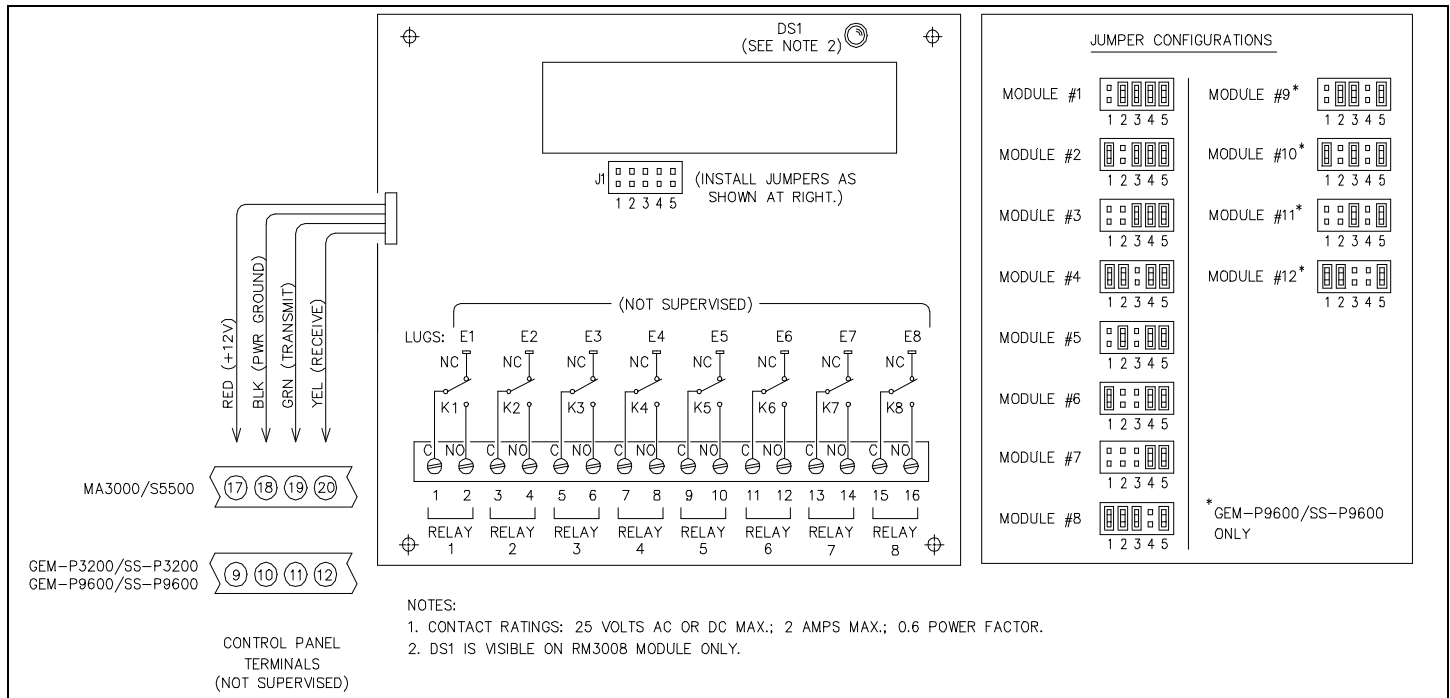 DS1
(SEE NOTE 2)
J1
1 2 3 4 5
(INSTALL JUMPERS AS
SHOWN AT RIGHT.)
RED (+12V)
BLK (PWR GROUND)
GRN (TRANSMIT)
YEL (RECEIVE)
(NOT SUPERVISED)
LUGS: E1 E2 E3 E4 E5 E6 E7 E8
NC NC NC NC NC NC NC NC
K1 K2 K3 K4 K5 K6 K7 K8
C NO C NO C NO C NO C NO C NO C NO C NO
1 2 3 4 5 6 7 8 9 10 11 12 13 14 15 16
RELAY RELAY RELAY RELAY RELAY RELAY RELAY RELAY
1 2 3 4 5 6 7 8
MA3000/S5500
17 18 19 20
GEM-P3200/SS-P3200
GEM-P9600/SS-P9600
9 10 11 12
CONTROL PANEL
TERMINALS
(NOT SUPERVISED)
NOTES:
1. CONTACT RATINGS: 25 VOLTS AC OR DC MAX.; 2 AMPS MAX.; 0.6 POWER FACTOR.
2. DS1 IS VISIBLE ON RM3008 MODULE ONLY.
JUMPER CONFIGURATIONS
MODULE #1
1 2 3 4 5
MODULE #2
1 2 3 4 5
MODULE #3
1 2 3 4 5
MODULE #4
1 2 3 4 5
MODULE #5
1 2 3 4 5
MODULE #6
1 2 3 4 5
MODULE #7
1 2 3 4 5
MODULE #8
1 2 3 4 5
MODULE #9*
1 2 3 4 5
MODULE #10*
1 2 3 4 5
MODULE #11*
1 2 3 4 5
MODULE #12*
1 2 3 4 5
*GEM-P9600/SS-P9600
ONLY